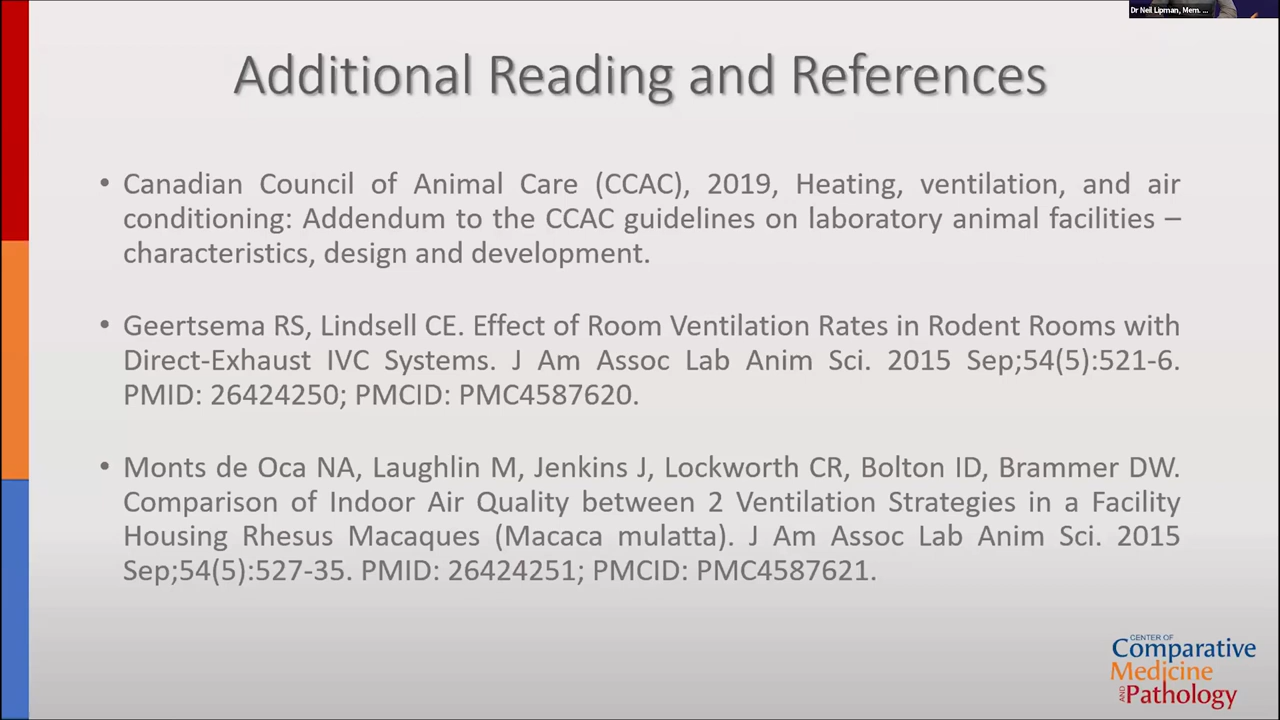 Dr Neil Lipman, Mem. ...
Additional Reading and References
• Canadian Council of Animal Care (CCAC), 2019, Heating, ventilation, and air
conditioning: Addendum to the CCAC guidelines on laboratory animal facilities –
characteristics, design and development.
• Geertsema RS, Lindsell CE. Effect of Room Ventilation Rates in Rodent Rooms with
Direct-Exhaust IVC Systems. J Am Assoc Lab Anim Sci. 2015 Sep;54(5):521-6.
PMID: 26424250; PMCID: PMC4587620.
• Monts de Oca NA, Laughlin M, Jenkins J, Lockworth CR, Bolton ID, Brammer DW.
Comparison of Indoor Air Quality between 2 Ventilation Strategies in a Facility
Housing Rhesus Macaques (Macaca mulatta). J Am Assoc Lab Anim Sci. 2015
Sep;54(5):527-35. PMID: 26424251; PMCID: PMC4587621.
CENTER OF
Comparative
Medicine
AND Pathology